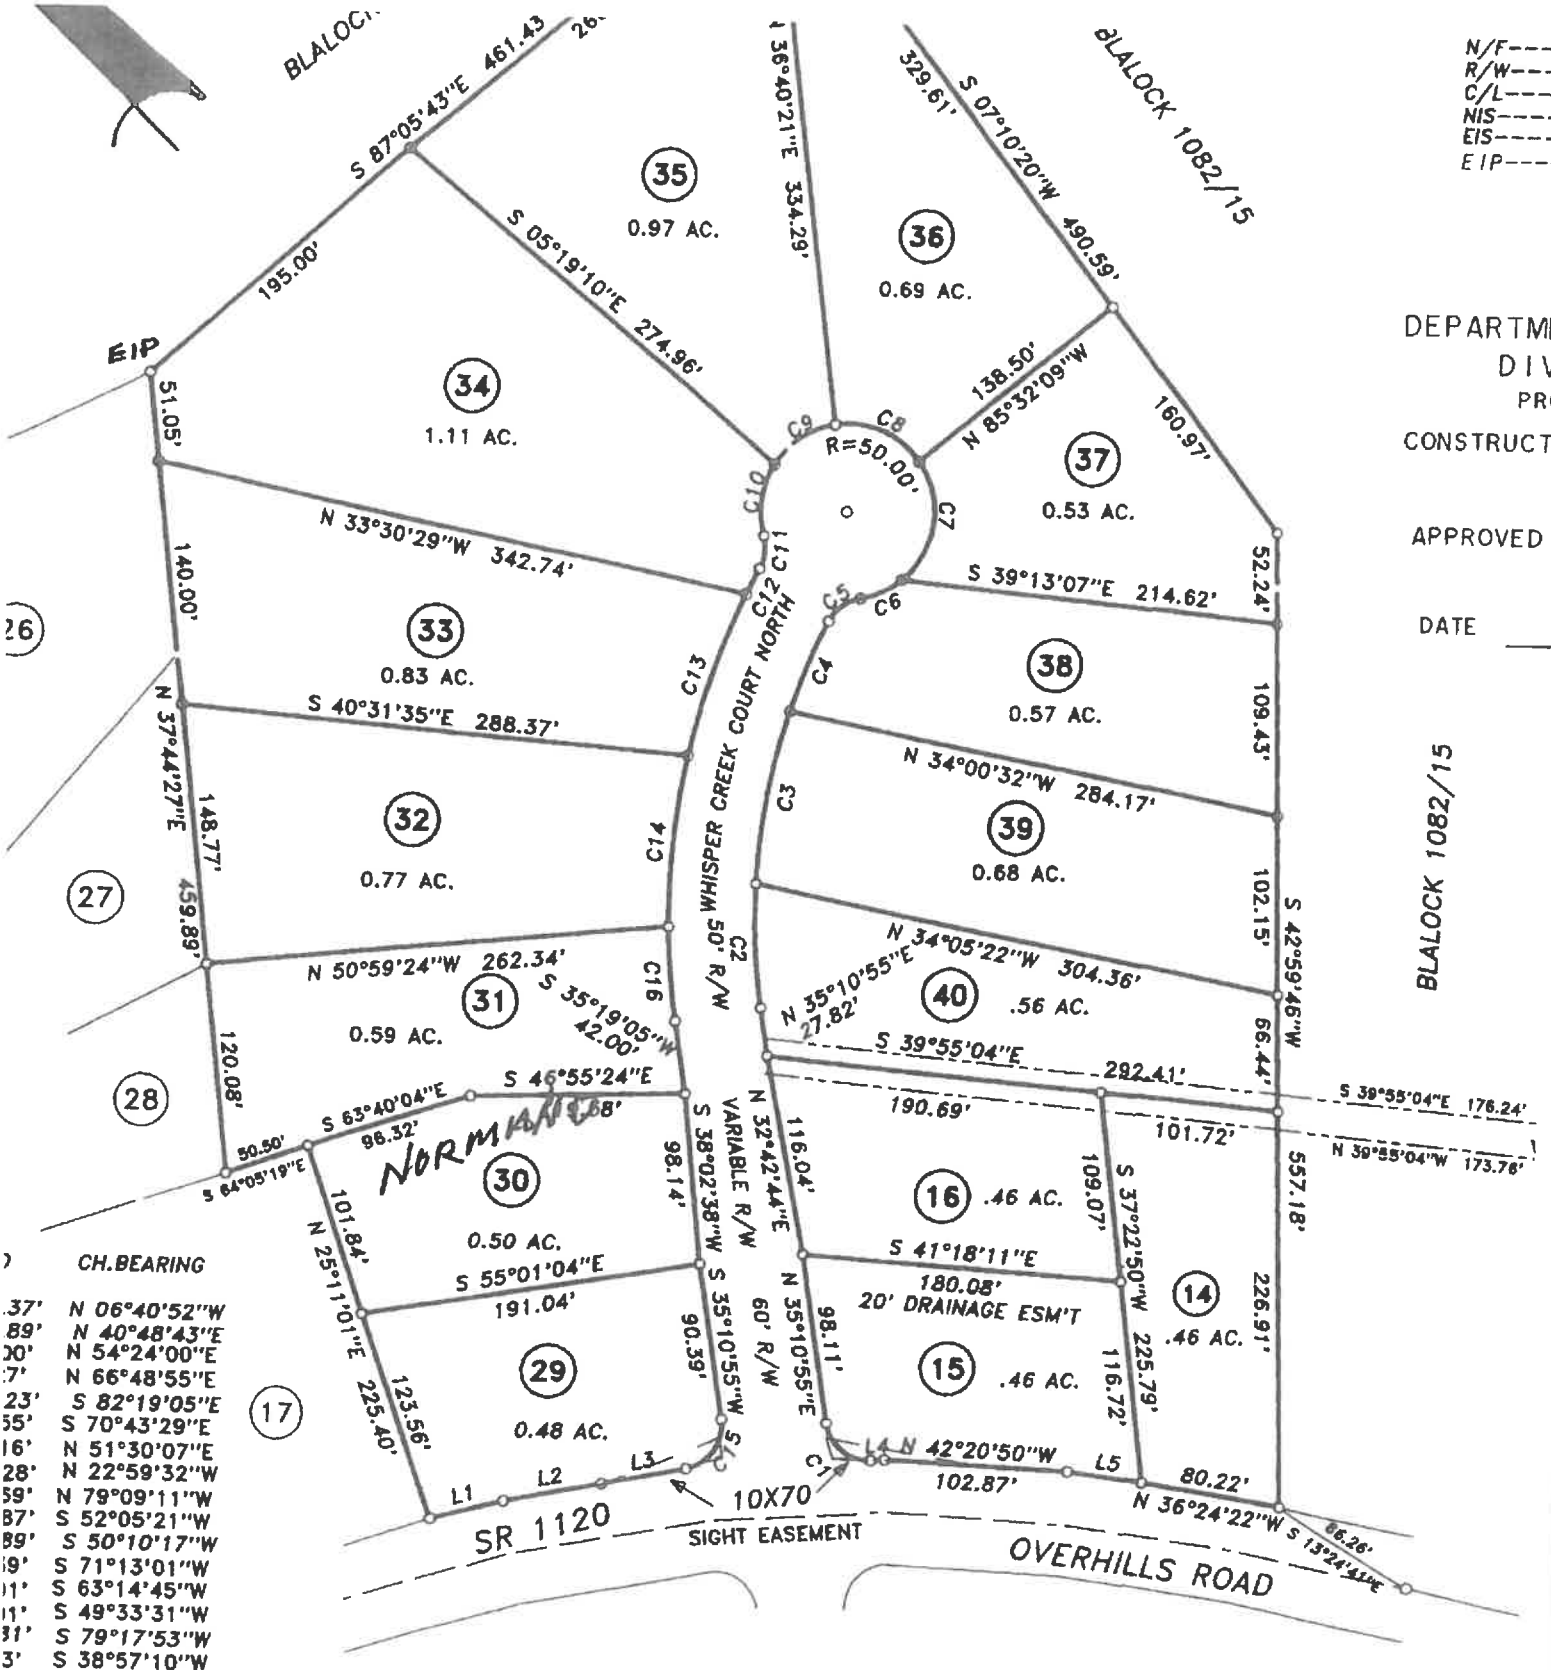 BLALOCK
S 87°05'43"E 461.43
195.00'
EIP
51.05'
35
0.97 AC.
36°40'21"E 334.29'
36
0.69 AC.
329.61'
S 07°10'20"W 490.59'
BLALOCK 1082/15
N/F----
R/W---
C/L----
NIS----
EIS----
EIP---
S 05°19'10"E 274.96'
34
1.11 AC.
138.50'
N 85°32'09"W
160.97'
C9
C8
R=50.00'
C10
C7
C11
C12
C5
C6
37
0.53 AC.
52.24'
CONSTRUCT
APPROVED
DATE
N 33°30'29"W 342.74'
140.00'
S 39°13'07"E 214.62'
26
33
0.83 AC.
C13
C4
38
0.57 AC.
109.43'
S 40°31'35"E 288.37'
N 37°44'27"E
148.77'
459.89'
WHISPER CREEK COURT NORTH
50' R/W
N 34°00'32"W 284.17'
C3
39
0.68 AC.
102.15'
S 42°59'46"W
BLALOCK 1082/15
32
0.77 AC.
C14
27
N 50°59'24"W 262.34'
C2
N 34°05'22"W 304.36'
31
0.59 AC.
C16
S 35°19'05"W
42.00'
N 35°10'55"E
27.82'
40
.56 AC.
66.44'
S 39°55'04"E
292.41'
S 39°55'04"E 176.24'
28
120.08'
S 63°40'04"E
96.32'
S 46°55'24"E
50.50'
S 64°05'19"E
190.69'
101.72'
N 39°55'04"W 173.76'
30
0.50 AC.
98.14'
S 38°02'38"W
VARIABLE R/W
N 32°42'44"E
116.04'
16
.46 AC.
109.07'
S 37°22'50"W
225.79'
557.18'
101.84'
N 25°11'01"E
225.40'
S 55°01'04"E
191.04'
S 41°18'11"E
180.08'
20' DRAINAGE ESM'T
14
.46 AC.
226.91'
29
0.48 AC.
123.56'
90.39'
S 35°10'55"W
60' R/W
N 35°10'55"E
98.11'
15
.46 AC.
116.72'
17
L1
L2
L3
C1
L4
N 42°20'50"W
102.87'
L5
80.22'
N 36°24'22"W
10X70
SIGHT EASEMENT
SR 1120
OVERHILLS ROAD
86.26'
CH.BEARING
.37' N 06°40'52"W
.89' N 40°48'43"E
N 54°24'00"E
N 66°48'55"E
23' S 82°19'05"E
55' S 70°43'29"E
16' N 51°30'07"E
28' N 22°59'32"W
59' N 79°09'11"W
87' S 52°05'21"W
89' S 50°10'17"W
S 71°13'01"W
S 63°14'45"W
S 49°33'31"W
S 79°17'53"W
3' S 38°57'10"W